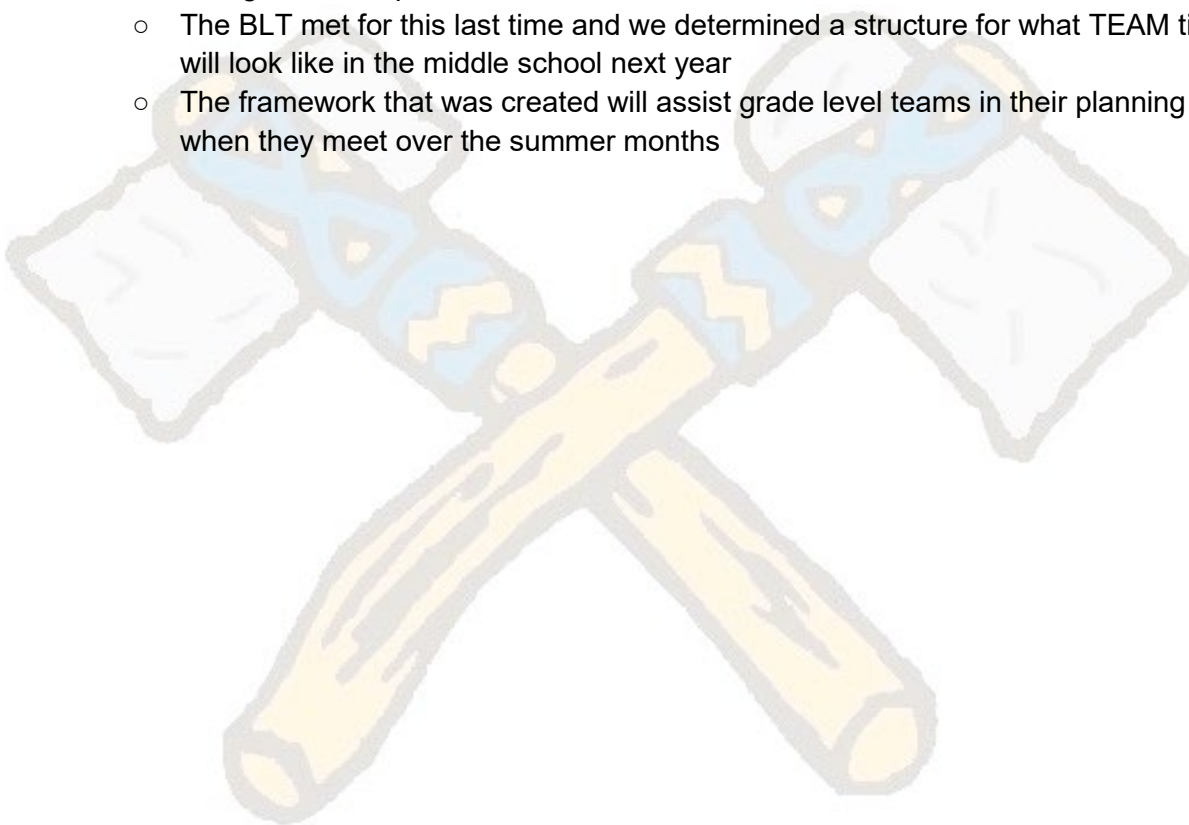 ○ The BLT met for this last time and we determined a structure for what TEAM
will look like in the middle school next year
○ The framework that was created will assist grade level teams in their planning
when they meet over the summer months